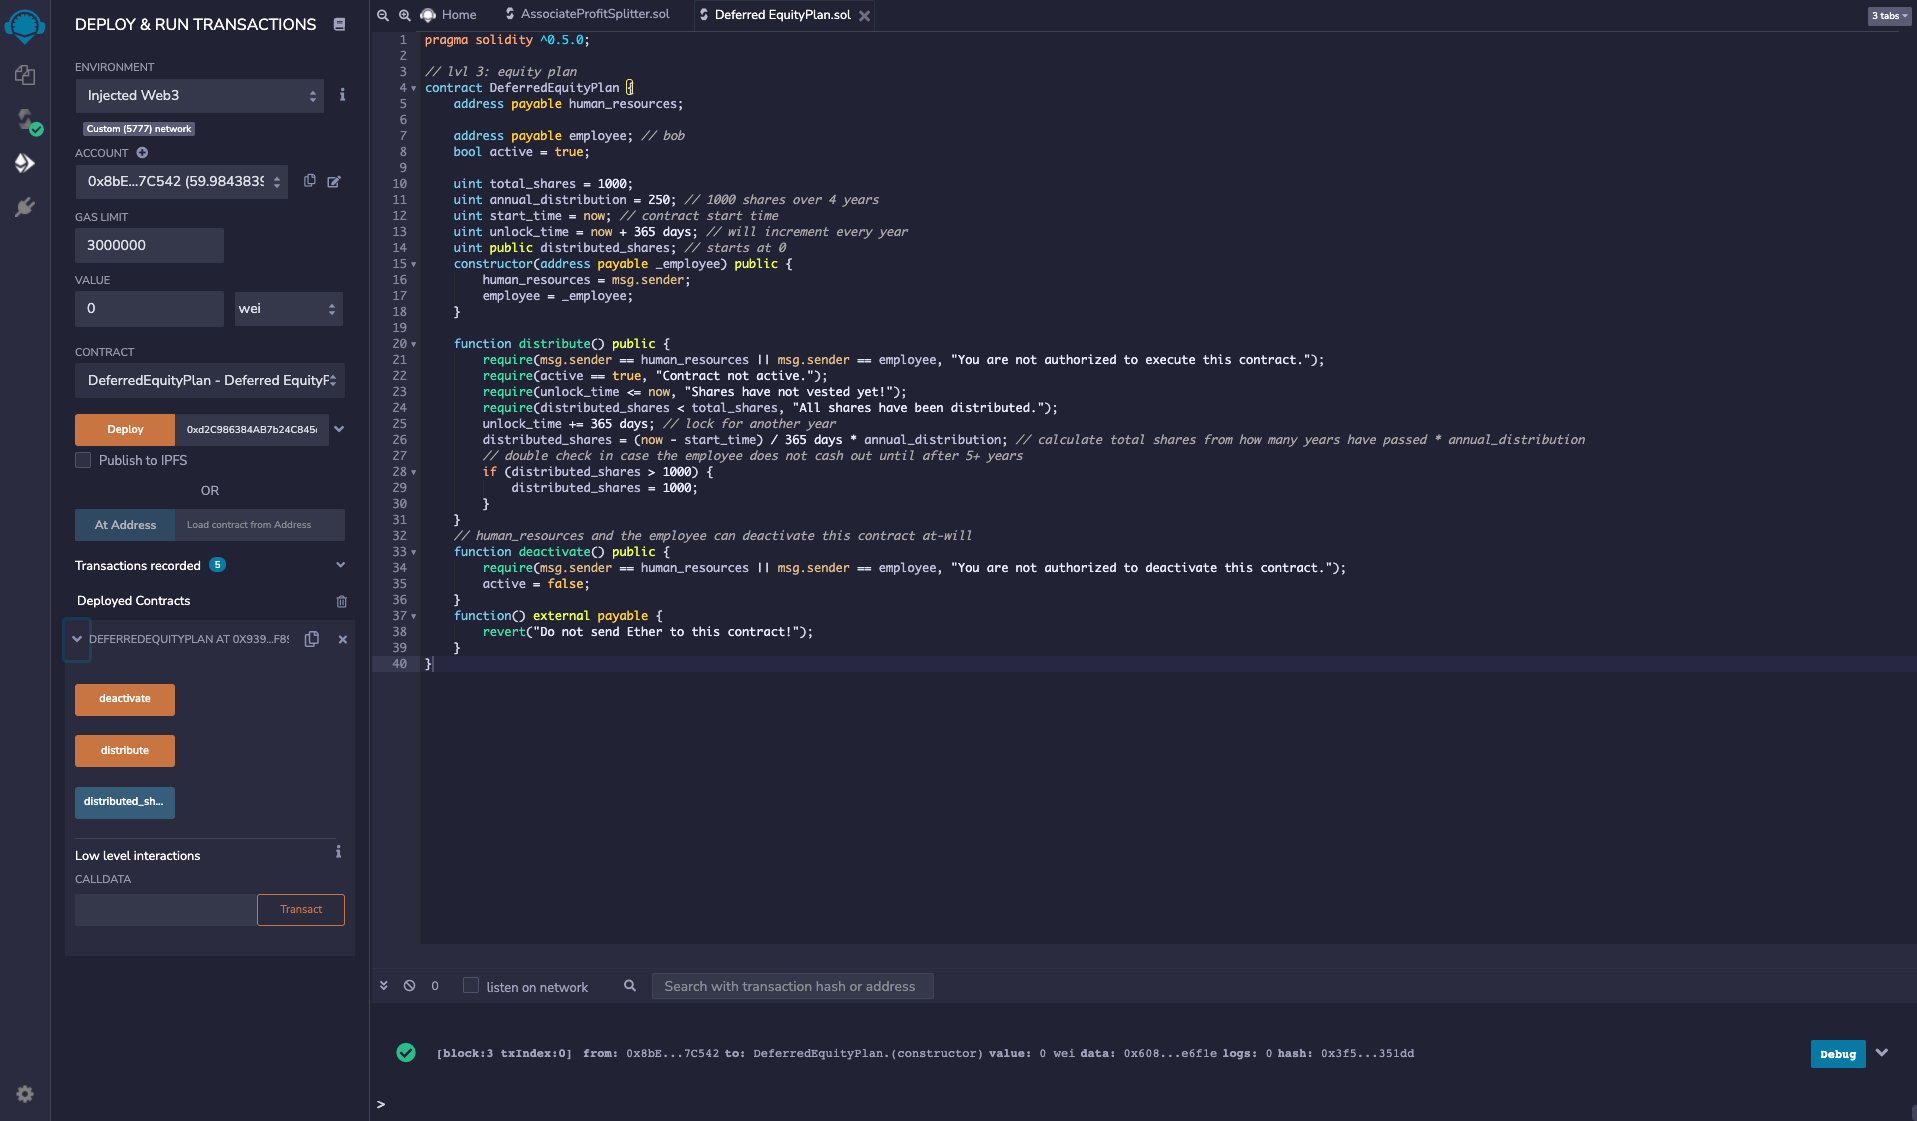 DEPLOY & RUN TRANSACTIONS
ENVIRONMENT
Injected Web3
Custom (5777) network
ACCOUNT
0x8bE...7C542 (59.9843839
GAS LIMIT
3000000
VALUE
0
wei
CONTRACT
DeferredEquityPlan - Deferred EquityP
Deploy
0xd2C986384AB7b24C845
Publish to IPFS
OR
At Address
Load contract from Address
Transactions recorded 5
Deployed Contracts
DEFERREDEQUITYPLAN AT 0X939...F89
deactivate
distribute
distributed_sh...
Low level interactions
CALLDATA
Transact
Home
AssociateProfitSplitter.sol
Deferred EquityPlan.sol
3 tabs
1 pragma solidity ^0.5.0;
2
3 // lvl 3: equity plan
4 contract DeferredEquityPlan {
5 address payable human_resources;
6
7 address payable employee; // bob
8 bool active = true;
9
10 uint total_shares = 1000;
11 uint annual_distribution = 250; // 1000 shares over 4 years
12 uint start_time = now; // contract start time
13 uint unlock_time = now + 365 days; // will increment every year
14 uint public distributed_shares; // starts at 0
15 constructor(address payable _employee) public {
16 human_resources = msg.sender;
17 employee = _employee;
18 }
19
20 function distribute() public {
21 require(msg.sender == human_resources || msg.sender == employee, "You are not authorized to execute this contract.");
22 require(active == true, "Contract not active.");
23 require(unlock_time <= now, "Shares have not vested yet!");
24 require(distributed_shares < total_shares, "All shares have been distributed.");
25 unlock_time += 365 days; // lock for another year
26 distributed_shares = (now - start_time) / 365 days * annual_distribution; // calculate total shares from how many years have passed * annual_distribution
27 // double check in case the employee does not cash out until after 5+ years
28 if (distributed_shares > 1000) {
29 distributed_shares = 1000;
30 }
31 }
32 // human_resources and the employee can deactivate this contract at-will
33 function deactivate() public {
34 require(msg.sender == human_resources || msg.sender == employee, "You are not authorized to deactivate this contract.");
35 active = false;
36 }
37 function() external payable {
38 revert("Do not send Ether to this contract!");
39 }
40 }
0
listen on network
Search with transaction hash or address
[block:3 txIndex:0] from: 0x8bE...7C542 to: DeferredEquityPlan.(constructor) value: 0 wei data: 0x608...e6f1e logs: 0 hash: 0x3f5...351dd
Debug
>